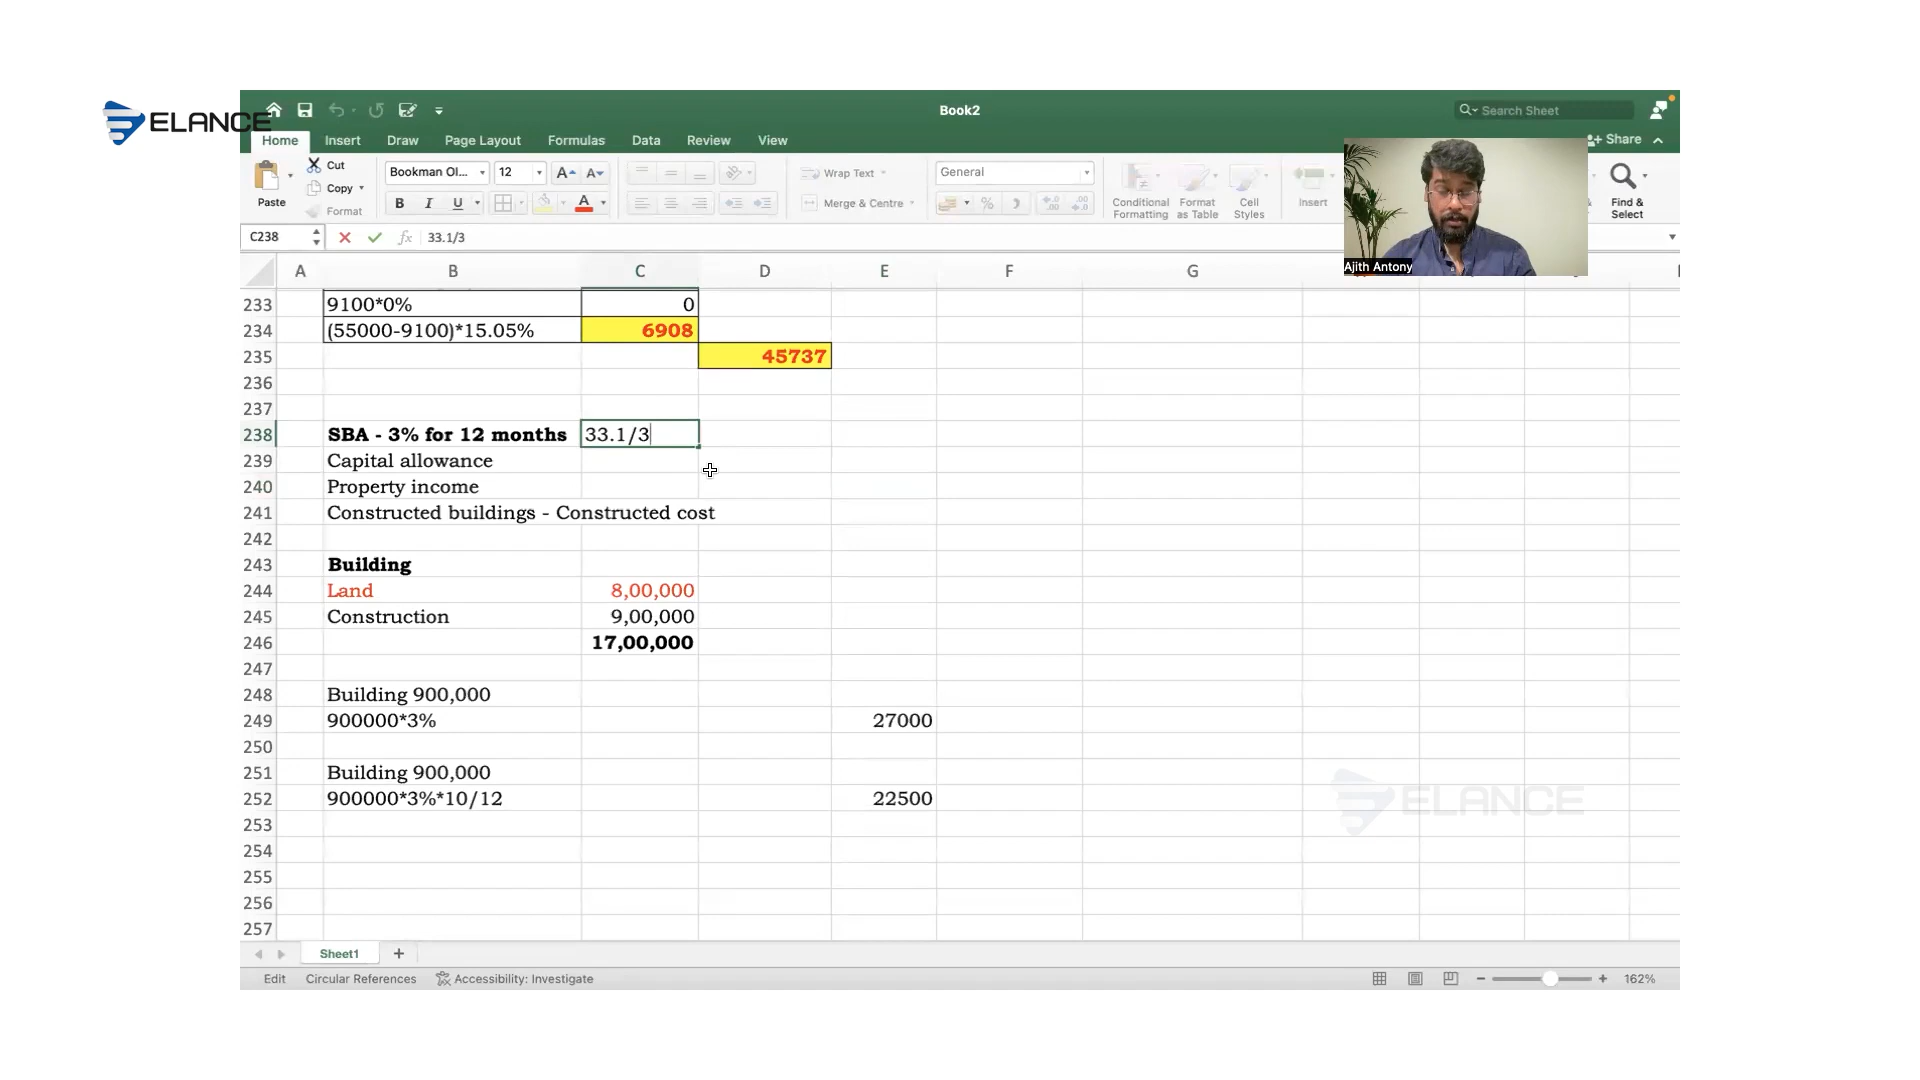 ELANCE
Book2
Search Sheet
Home
Insert
Draw
Page Layout
Formulas
Data
Review
View
Share
Paste
Cut
Copy
Format
Bookman Ol...
12
A
A
B
I
U
A
Wrap Text
Merge & Centre
General
%
Conditional
Formatting
Format
as Table
Cell
Styles
Insert
Find &
Select
Ajith Antony
C238
fx
33.1/3
A B C D E F G
233 9100*0% 0
234 (55000-9100)*15.05% 6908
235 45737
236
237
238 SBA - 3% for 12 months 33.1/3
239 Capital allowance
240 Property income
241 Constructed buildings - Constructed cost
242
243 Building
244 Land 8,00,000
245 Construction 9,00,000
246 17,00,000
247
248 Building 900,000
249 900000*3% 27000
250
251 Building 900,000
252 900000*3%*10/12 22500
253
254
255
256
257
ELANCE
Sheet1
Edit
Circular References
Accessibility: Investigate
162%